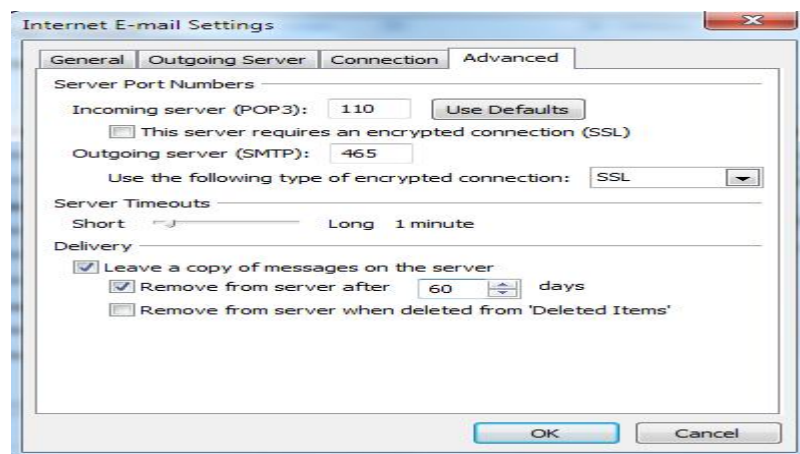 Internet E-mail Settings
General Outgoing Server Connection Advanced
Server Port Numbers
Incoming server (POP3): 110 Use Defaults
This server requires an encrypted connection (SSL)
Outgoing server (SMTP): 465
Use the following type of encrypted connection: SSL
Server Timeouts
Short Long 1 minute
Delivery
Leave a copy of messages on the server
Remove from server after 60 days
Remove from server when deleted from 'Deleted Items'
OK Cancel